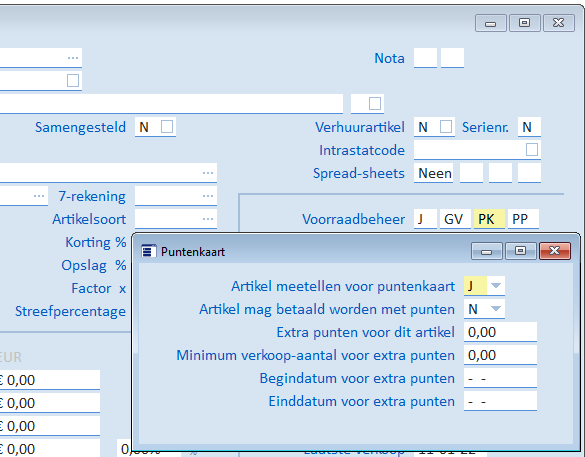 Nota
Samengesteld N
Verhuurartikel N Serienr. N
Intrastatcode
Spread-sheets Neen
7-rekening
Artikelsoort
Voorraadbeheer J GV PK PP
Korting %
Opslag %
Factor x
Streefpercentage
EUR
€ 0,00
€ 0,00
€ 0,00
€ 0,00
Puntenkaart
Artikel meetellen voor puntenkaart J
Artikel mag betaald worden met punten N
Extra punten voor dit artikel 0,00
Minimum verkoop-aantal voor extra punten 0,00
Begindatum voor extra punten - -
Einddatum voor extra punten - -
0,00% % Laatste verkoop 11-01-22